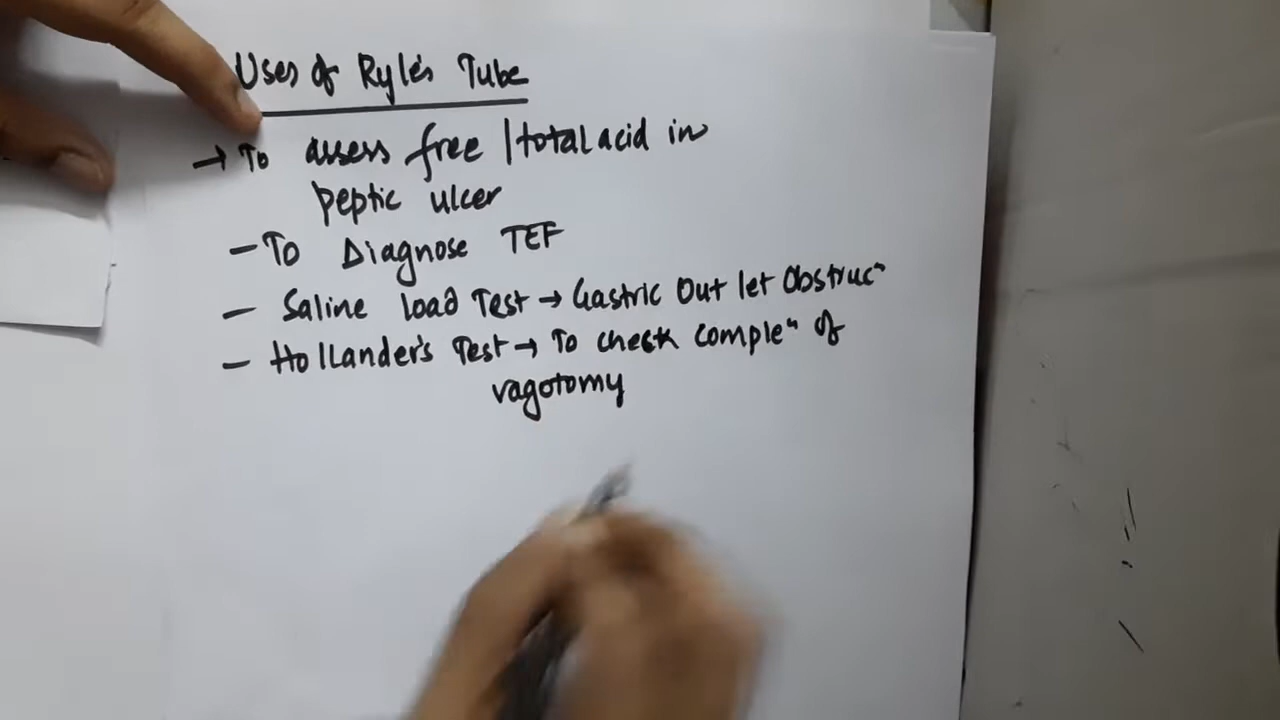 Uses of Ryle's Tube
→ To assess free / total acid in
peptic ulcer
- To Diagnose TEF
- Saline Load Test → Gastric Out let Obstrucⁿ
- Hollander's Test → To check compleⁿ of
vagotomy